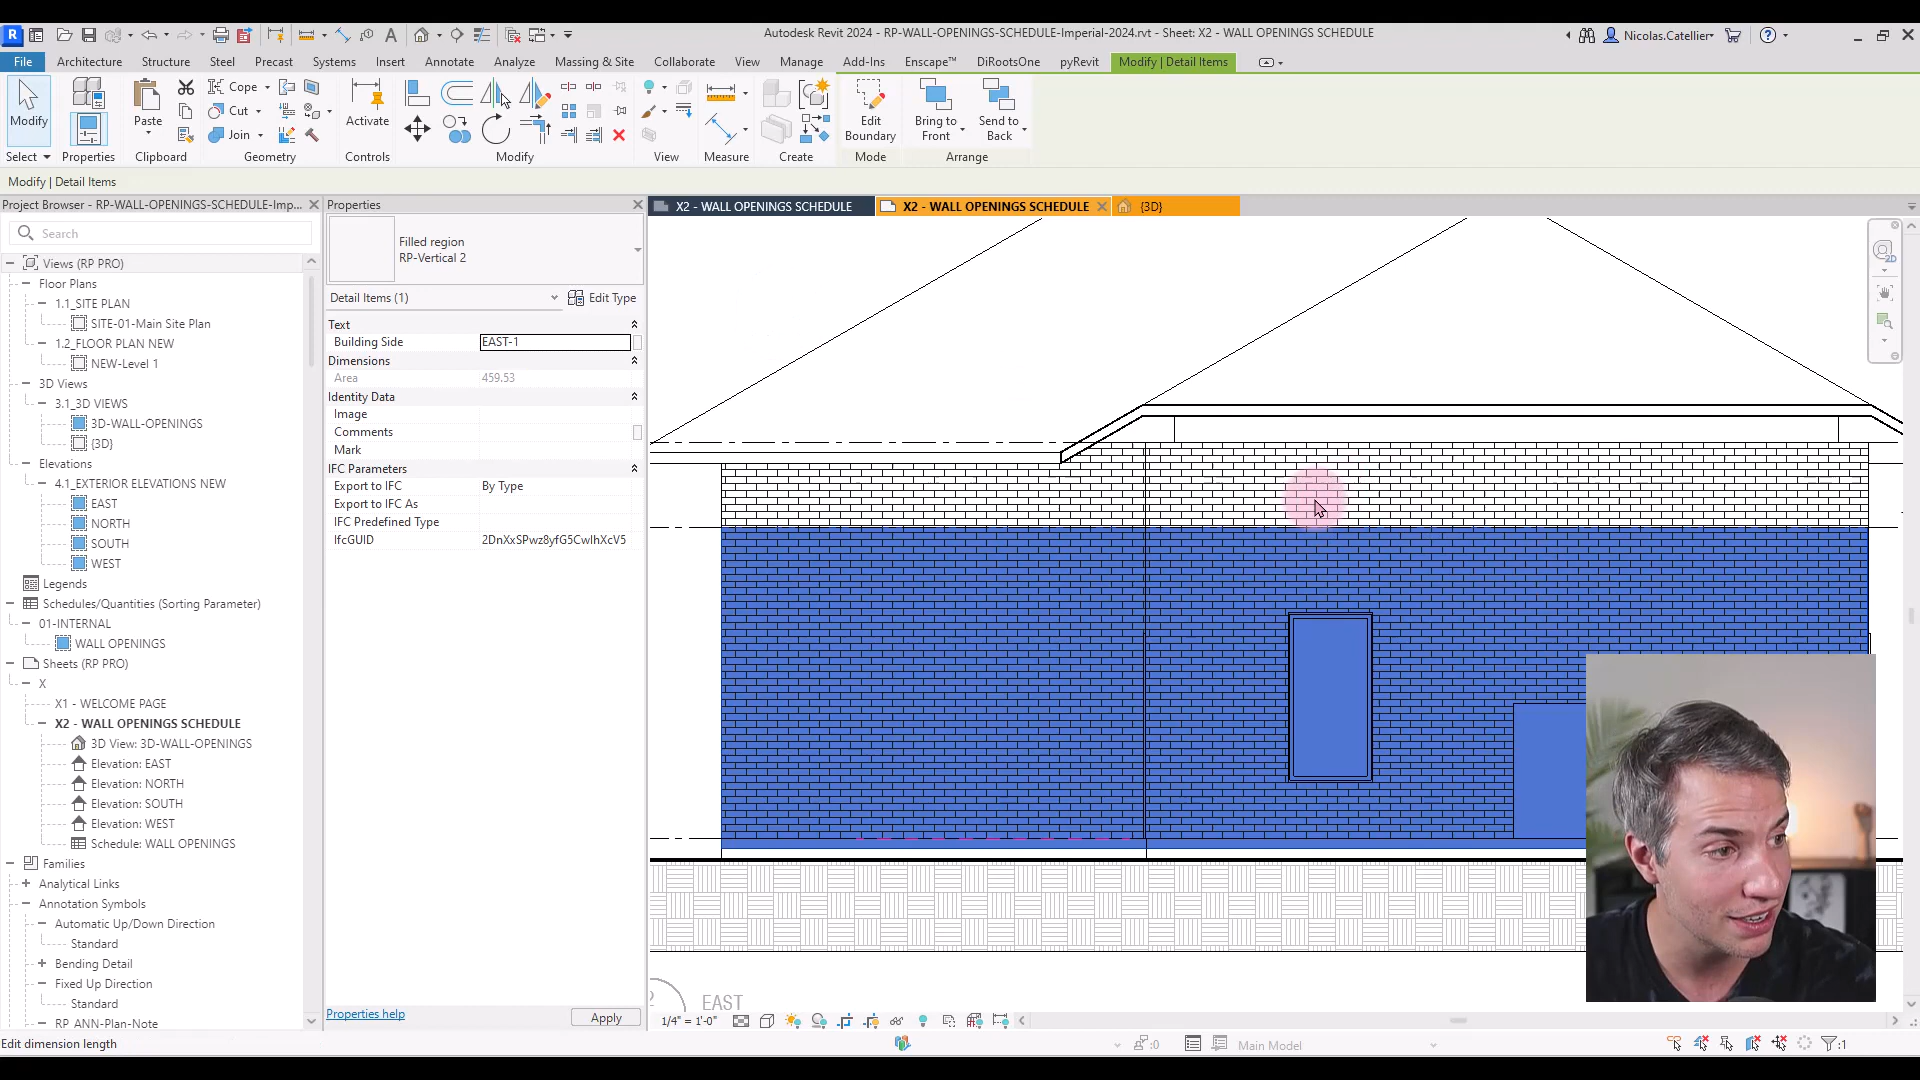 Autodesk Revit 2024 - RP-WALL-OPENINGS-SCHEDULE-Imperial-2024.rvt - Sheet: X2 - WALL OPENINGS SCHEDULE
Nicolas.Catellier
File Architecture Structure Steel Precast Systems Insert Annotate Analyze Massing & Site Collaborate View Manage Add-Ins Enscape™ DiRootsOne pyRevit Modify | Detail Items
Modify Paste Cope Cut Join Activate Edit Boundary Bring to Front Send to Back
Select Properties Clipboard Geometry Controls Modify View Measure Create Mode Arrange
Modify | Detail Items
Project Browser - RP-WALL-OPENINGS-SCHEDULE-Imp...
Search
Views (RP PRO)
Floor Plans
1.1_SITE PLAN
SITE-01-Main Site Plan
1.2_FLOOR PLAN NEW
NEW-Level 1
3D Views
3.1_3D VIEWS
3D-WALL-OPENINGS
{3D}
Elevations
4.1_EXTERIOR ELEVATIONS NEW
EAST
NORTH
SOUTH
WEST
Legends
Schedules/Quantities (Sorting Parameter)
01-INTERNAL
WALL OPENINGS
Sheets (RP PRO)
X
X1 - WELCOME PAGE
X2 - WALL OPENINGS SCHEDULE
3D View: 3D-WALL-OPENINGS
Elevation: EAST
Elevation: NORTH
Elevation: SOUTH
Elevation: WEST
Schedule: WALL OPENINGS
Families
Analytical Links
Annotation Symbols
Automatic Up/Down Direction
Standard
Bending Detail
Fixed Up Direction
Standard
RP_ANN-Plan-Note
Properties
Filled region
RP-Vertical 2
Detail Items (1) Edit Type
Text
Building Side EAST-1
Dimensions
Area 459.53
Identity Data
Image
Comments
Mark
IFC Parameters
Export to IFC By Type
Export to IFC As
IFC Predefined Type
IfcGUID 2DnXxSPwz8yfG5CwIhXcV5
Properties help Apply
X2 - WALL OPENINGS SCHEDULE X2 - WALL OPENINGS SCHEDULE {3D}
2D
EAST
1/4" = 1'-0"
Edit dimension length
:0 Main Model :1